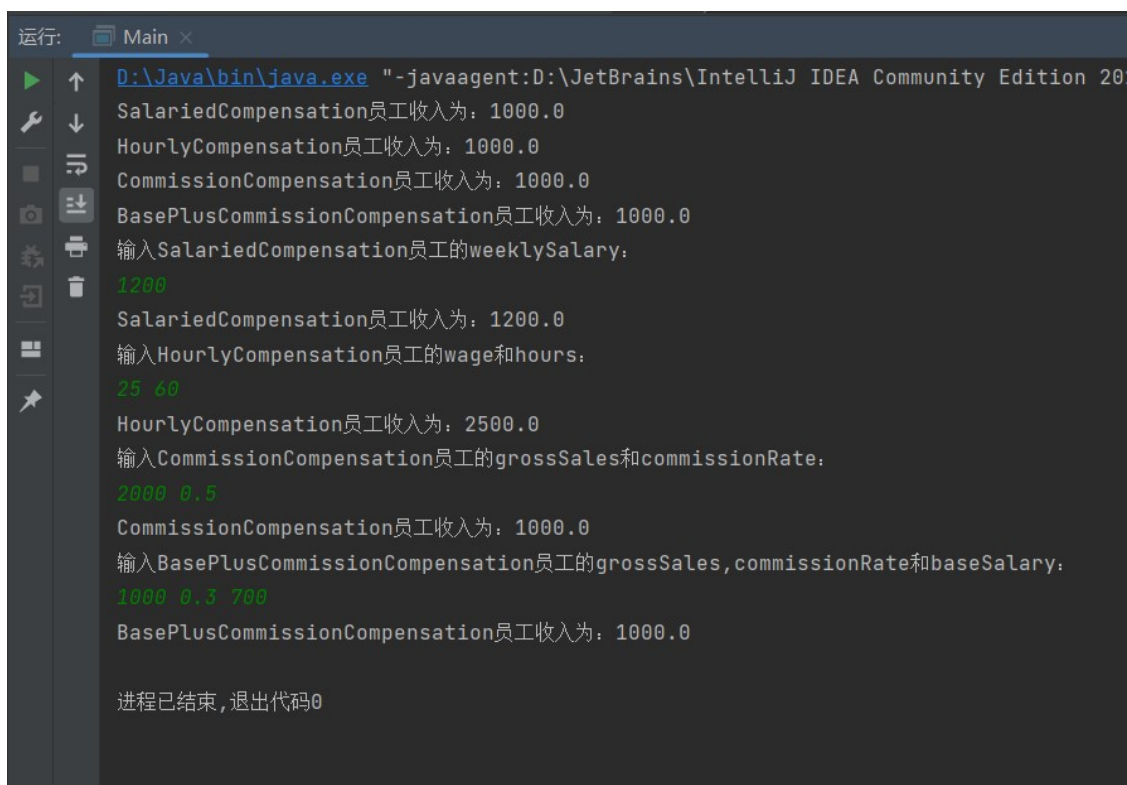 运行: Main ×
D:\Java\bin\java.exe "-javaagent:D:\JetBrains\IntelliJ IDEA Community Edition 20
SalariedCompensation员工收入为：1000.0
HourlyCompensation员工收入为：1000.0
CommissionCompensation员工收入为：1000.0
BasePlusCommissionCompensation员工收入为：1000.0
输入SalariedCompensation员工的weeklySalary：
1200
SalariedCompensation员工收入为：1200.0
输入HourlyCompensation员工的wage和hours：
25 60
HourlyCompensation员工收入为：2500.0
输入CommissionCompensation员工的grossSales和commissionRate：
2000 0.5
CommissionCompensation员工收入为：1000.0
输入BasePlusCommissionCompensation员工的grossSales,commissionRate和baseSalary：
1000 0.3 700
BasePlusCommissionCompensation员工收入为：1000.0
进程已结束,退出代码0